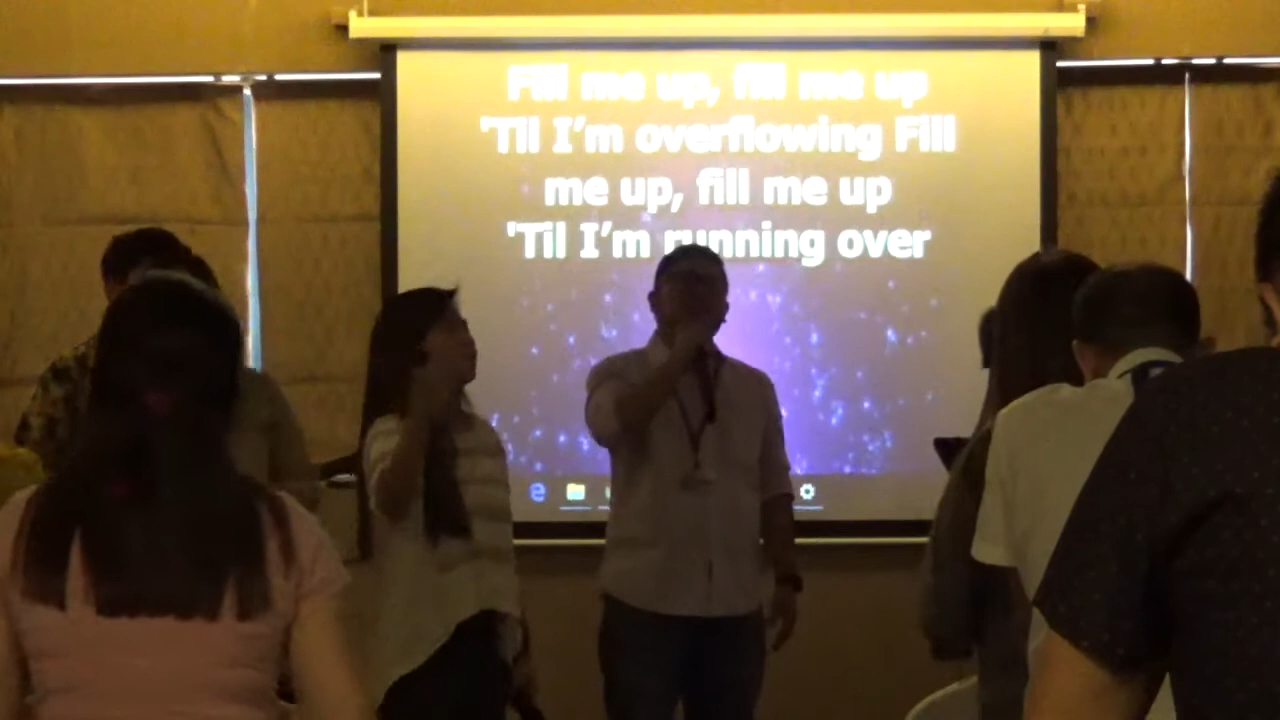 Fill me up, fill me up
'Til I'm overflowing Fill
me up, fill me up
'Til I'm running over